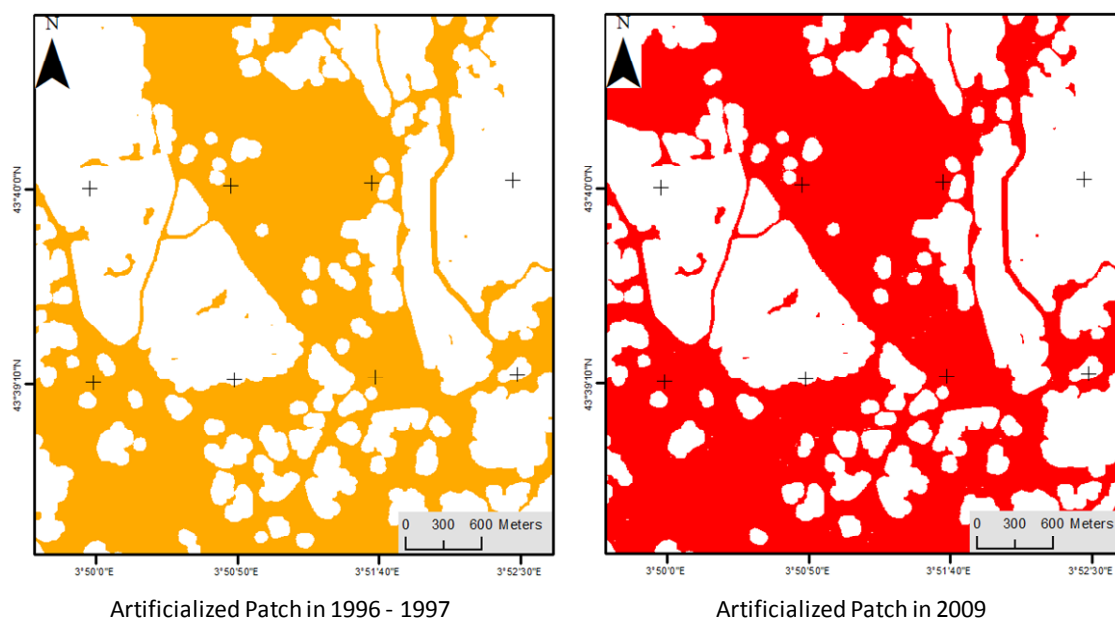 N
N
43°40'0"N
43°39'10"N
0 300 600 Meters
3°50'0"E 3°50'50"E 3°51'40"E 3°52'30"E
43°40'0"N
43°39'10"N
0 300 600 Meters
3°50'0"E 3°50'50"E 3°51'40"E 3°52'30"E
Artificialized Patch in 1996 - 1997
Artificialized Patch in 2009